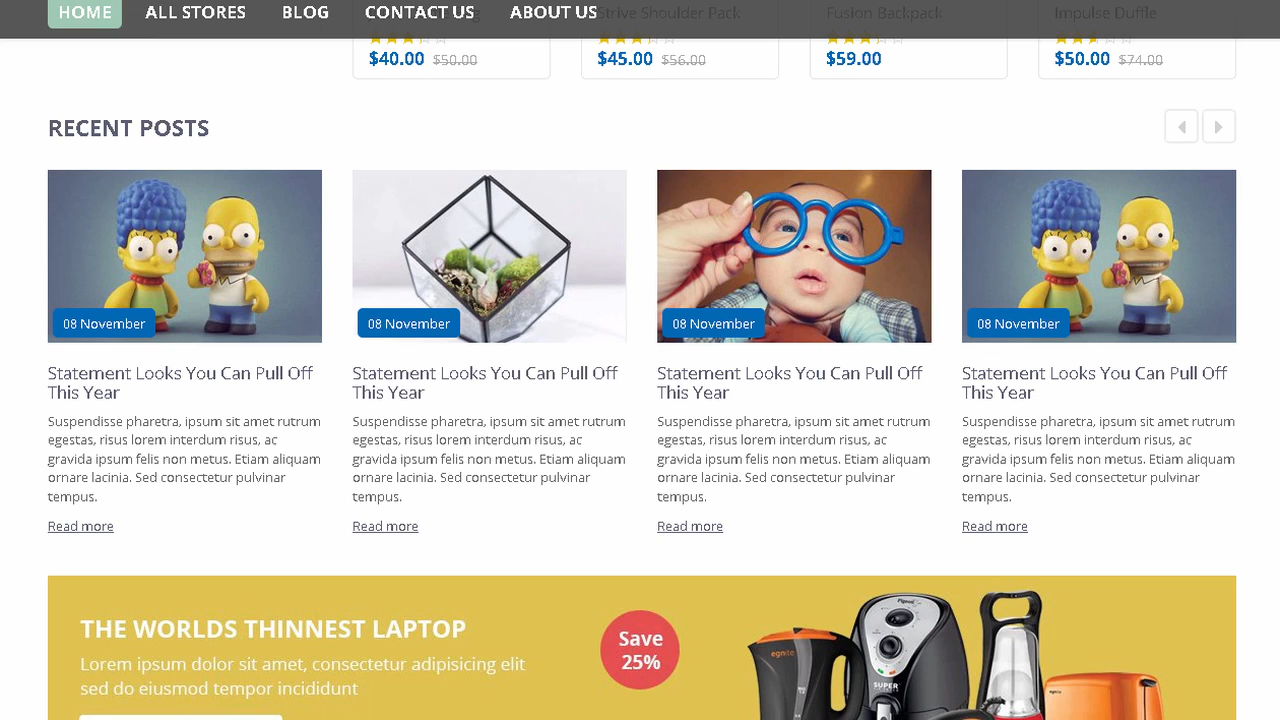 HOME ALL STORES BLOG CONTACT US ABOUT US
Strive Shoulder Pack Fusion Backpack Impulse Duffle
$40.00 $50.00 $45.00 $56.00 $59.00 $50.00 $74.00
RECENT POSTS
08 November 08 November 08 November 08 November
Statement Looks You Can Pull Off
This Year
Suspendisse pharetra, ipsum sit amet rutrum
egestas, risus lorem interdum risus, ac
gravida ipsum felis non metus. Etiam aliquam
ornare lacinia. Sed consectetur pulvinar
tempus.
Read more
Statement Looks You Can Pull Off
This Year
Suspendisse pharetra, ipsum sit amet rutrum
egestas, risus lorem interdum risus, ac
gravida ipsum felis non metus. Etiam aliquam
ornare lacinia. Sed consectetur pulvinar
tempus.
Read more
Statement Looks You Can Pull Off
This Year
Suspendisse pharetra, ipsum sit amet rutrum
egestas, risus lorem interdum risus, ac
gravida ipsum felis non metus. Etiam aliquam
ornare lacinia. Sed consectetur pulvinar
tempus.
Read more
Statement Looks You Can Pull Off
This Year
Suspendisse pharetra, ipsum sit amet rutrum
egestas, risus lorem interdum risus, ac
gravida ipsum felis non metus. Etiam aliquam
ornare lacinia. Sed consectetur pulvinar
tempus.
Read more
THE WORLDS THINNEST LAPTOP
Lorem ipsum dolor sit amet, consectetur adipisicing elit
sed do eiusmod tempor incididunt
Save
25%
egnite
Pigeon
SUPER
egnite